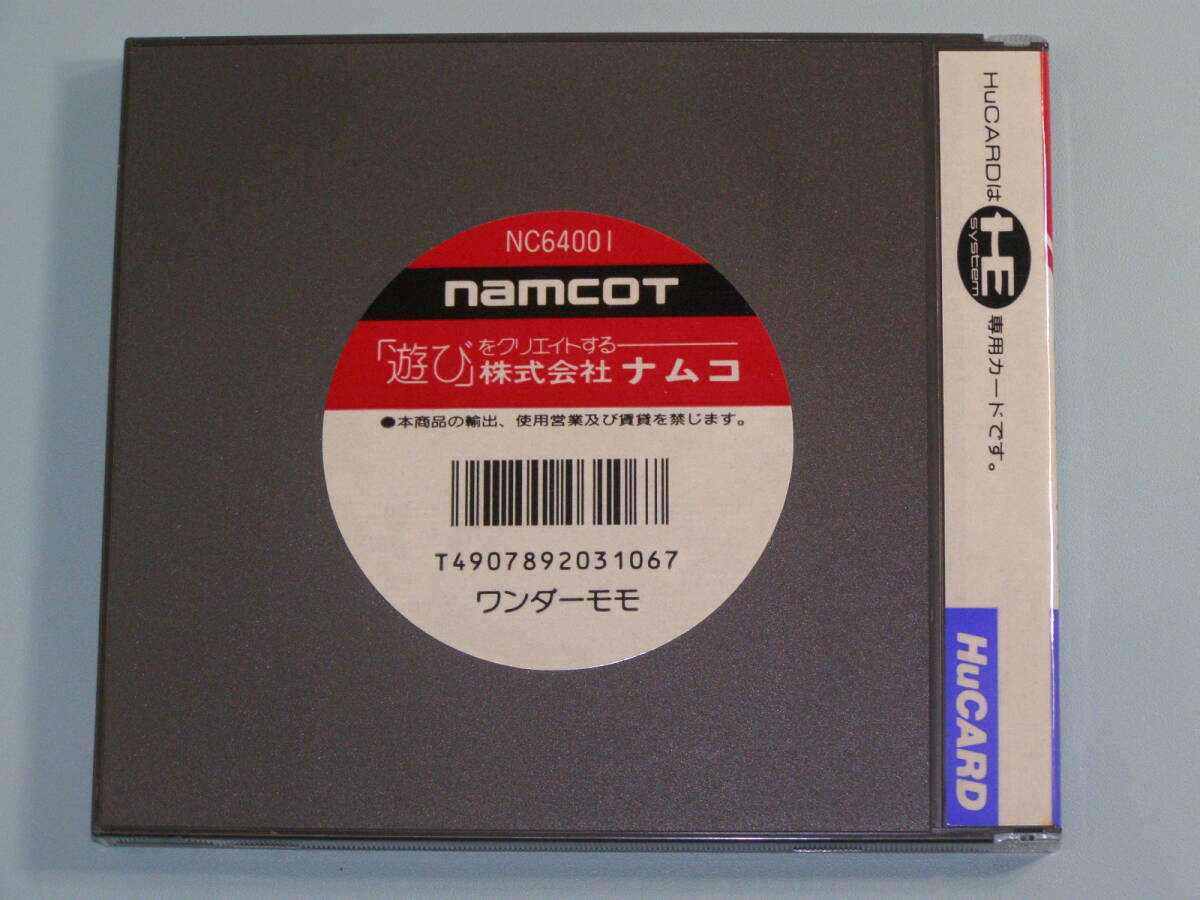 NC64001
namcoT
「遊び」をクリエイトする
株式会社ナムコ
●本商品の輸出、使用営業及び賃貸を禁じます。
T4907892031067
ワンダーモモ
HuCARDは HE system 専用カードです。
HuCARD